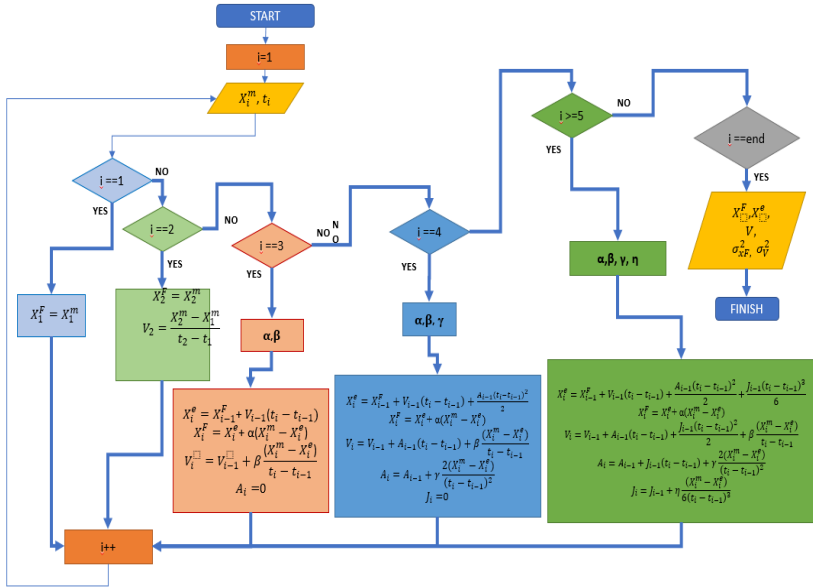 START
i=1
X_i^m, t_i
i ==1
NO
YES
i ==2
NO
YES
i ==3
NO
NO
YES
i ==4
YES
i >=5
NO
YES
i ==end
YES
X_1^F = X_1^m
X_2^F = X_2^m
V_2 = (X_2^m − X_1^m)/(t_2 − t_1)
α,β
α,β, γ
α,β, γ, η
X_□^F, X_□^e,
V,
σ_{xF}^2, σ_V^2
FINISH
X_i^e = X_{i−1}^F + V_{i−1}(t_i − t_{i−1})
X_i^F = X_i^e + α(X_i^m − X_i^e)
V_i^□ = V_{i−1}^□ + β (X_i^m − X_i^e)/(t_i − t_{i−1})
A_i =0
X_i^e = X_{i−1}^F + V_{i−1}(t_i − t_{i−1}) + A_{i−1}(t_i−t_{i−1})^2/2
X_i^F = X_i^e + α(X_i^m − X_i^e)
V_i = V_{i−1} + A_{i−1}(t_i − t_{i−1}) + β (X_i^m − X_i^e)/(t_i − t_{i−1})
A_i = A_{i−1} + γ 2(X_i^m − X_i^e)/(t_i − t_{i−1})^2
J_i =0
X_i^e = X_{i−1}^F + V_{i−1}(t_i − t_{i−1}) + A_{i−1}(t_i − t_{i−1})^2/2 + J_{i−1}(t_i − t_{i−1})^3/6
X_i^F = X_i^e + α(X_i^m − X_i^e)
V_i = V_{i−1} + A_{i−1}(t_i − t_{i−1}) + J_{i−1}(t_i − t_{i−1})^2/2 + β (X_i^m − X_i^e)/(t_i − t_{i−1})
A_i = A_{i−1} + J_{i−1}(t_i − t_{i−1}) + γ 2(X_i^m − X_i^e)/(t_i − t_{i−1})^2
J_i = J_{i−1} + η (X_i^m − X_i^e)/6(t_i − t_{i−1})^3
i++